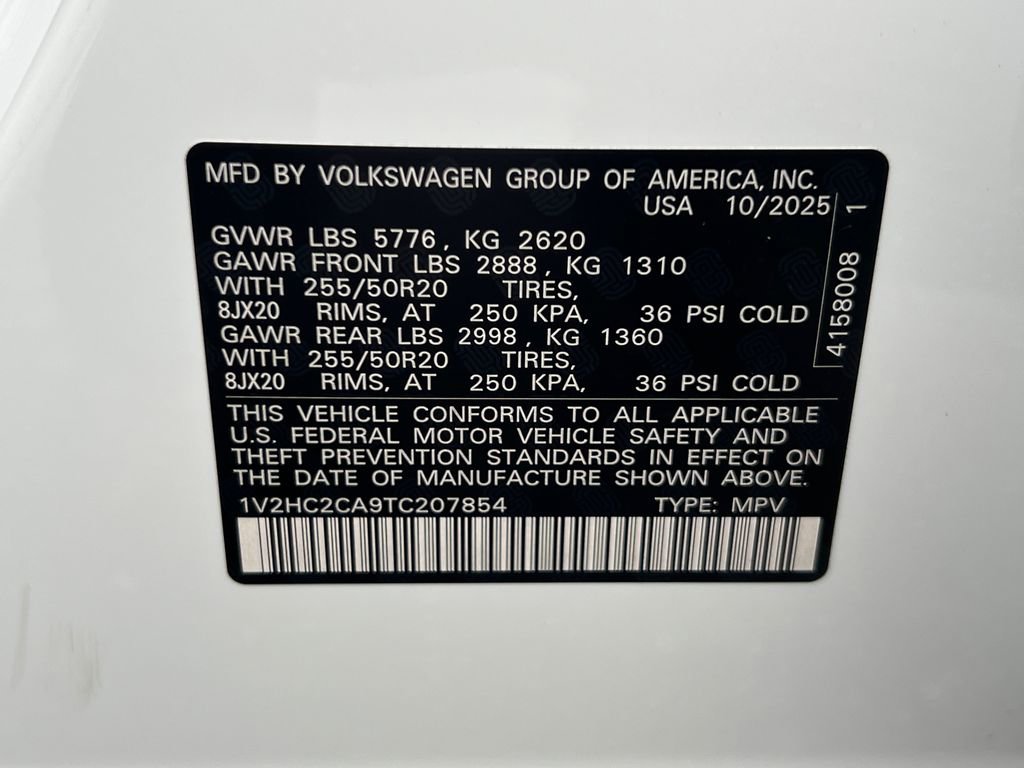 MFD BY VOLKSWAGEN GROUP OF AMERICA, INC.
USA 10/2025
GVWR LBS 5776, KG 2620
GAWR FRONT LBS 2888, KG 1310
WITH 255/50R20 TIRES,
8JX20 RIMS, AT 250 KPA, 36 PSI COLD
GAWR REAR LBS 2998, KG 1360
WITH 255/50R20 TIRES,
8JX20 RIMS, AT 250 KPA, 36 PSI COLD
4158008 1
THIS VEHICLE CONFORMS TO ALL APPLICABLE
U.S. FEDERAL MOTOR VEHICLE SAFETY AND
THEFT PREVENTION STANDARDS IN EFFECT ON
THE DATE OF MANUFACTURE SHOWN ABOVE.
1V2HC2CA9TC207854 TYPE: MPV